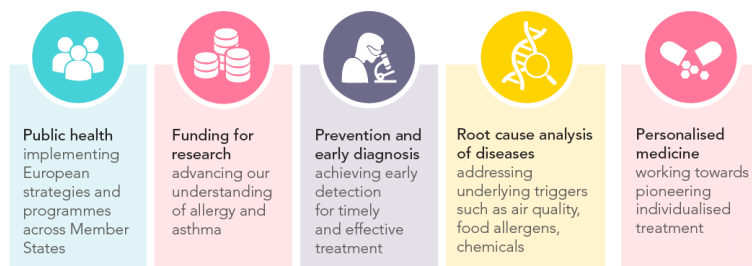 Public health
implementing
European
strategies and
programmes
across Member
States
Funding for
research
advancing our
understanding
of allergy and
asthma
Prevention and
early diagnosis
achieving early
detection
for timely
and effective
treatment
Root cause analysis
of diseases
addressing
underlying triggers
such as air quality,
food allergens,
chemicals
Personalised
medicine
working towards
pioneering
individualised
treatment